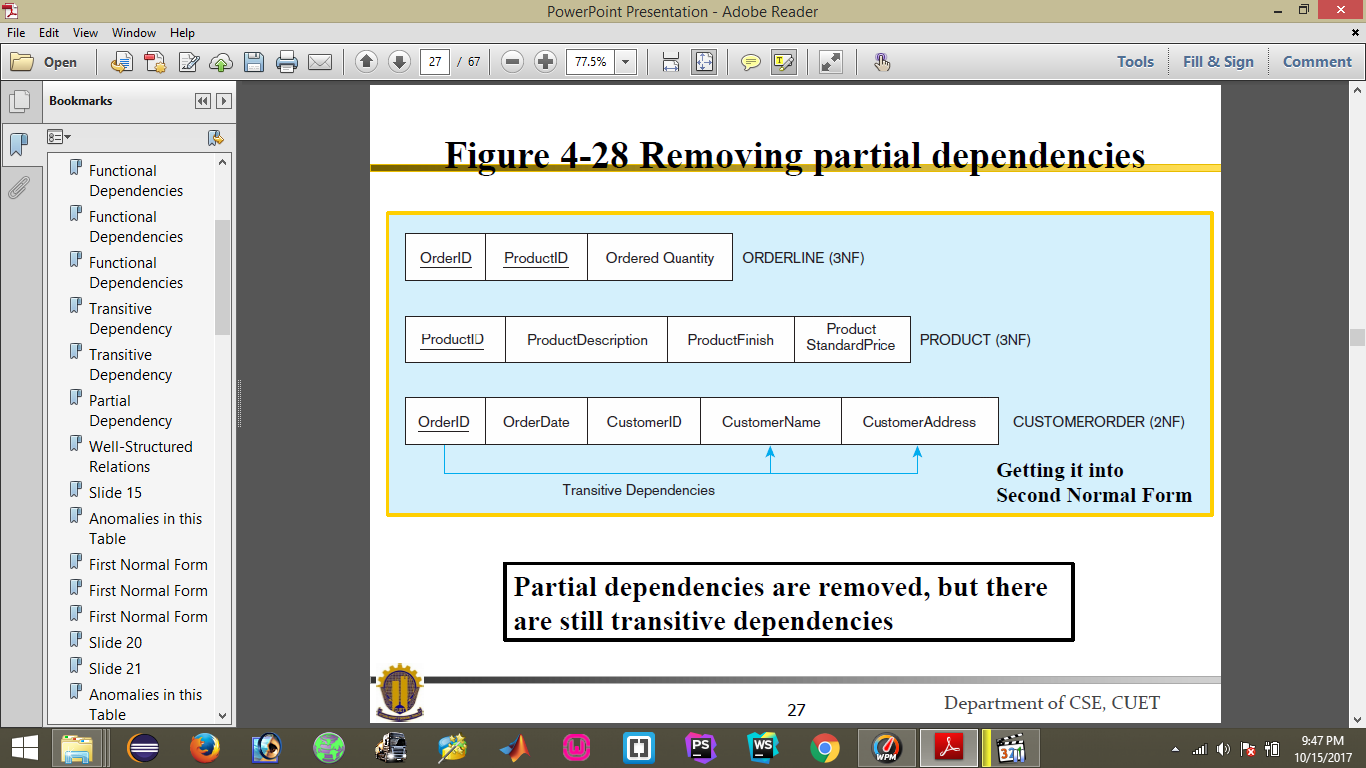 PowerPoint Presentation - Adobe Reader
File Edit View Window Help
Open 27 / 67 77.5% Tools Fill & Sign Comment
Bookmarks
Functional
Dependencies
Functional
Dependencies
Functional
Dependencies
Transitive
Dependency
Transitive
Dependency
Partial
Dependency
Well-Structured
Relations
Slide 15
Anomalies in this
Table
First Normal Form
First Normal Form
First Normal Form
Slide 20
Slide 21
Anomalies in this
Table
Figure 4-28 Removing partial dependencies
OrderID ProductID Ordered Quantity ORDERLINE (3NF)
ProductID ProductDescription ProductFinish Product
StandardPrice PRODUCT (3NF)
OrderID OrderDate CustomerID CustomerName CustomerAddress CUSTOMERORDER (2NF)
Transitive Dependencies
Getting it into
Second Normal Form
Partial dependencies are removed, but there
are still transitive dependencies
27
Department of CSE, CUET
PS WS WPM 321
9:47 PM
10/15/2017